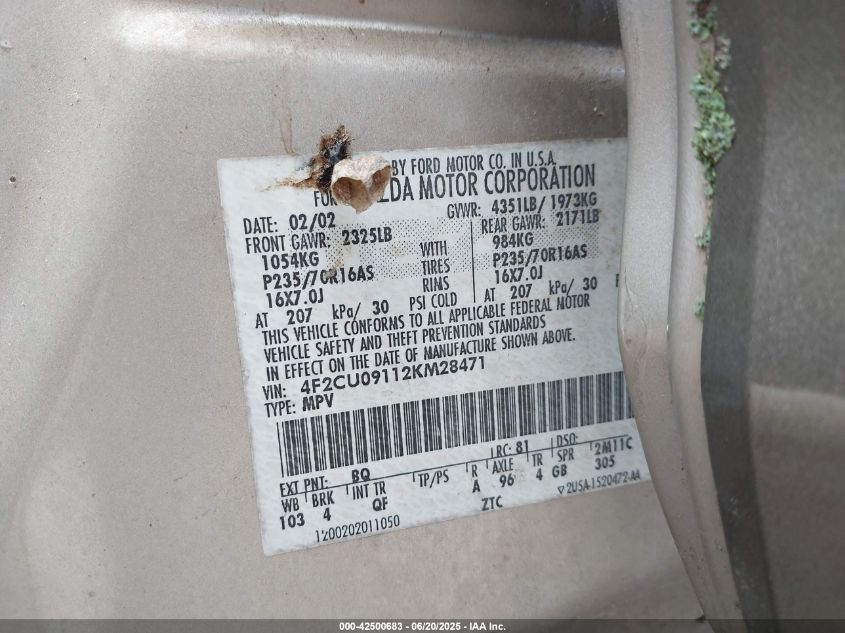 BY FORD MOTOR CO. IN U.S.A.
FOR ZDA MOTOR CORPORATION
DATE: 02/02 GVWR: 4351LB/ 1973KG
FRONT GAWR: 2325LB REAR GAWR: 2171LB
1054KG WITH 984KG
P235/70R16AS TIRES P235/70R16AS
16X7.0J RIMS 16X7.0J
AT 207 kPa/ 30 PSI COLD AT 207 kPa/ 30
THIS VEHICLE CONFORMS TO ALL APPLICABLE FEDERAL MOTOR
VEHICLE SAFETY AND THEFT PREVENTION STANDARDS
IN EFFECT ON THE DATE OF MANUFACTURE SHOWN ABOVE.
VIN: 4F2CU09112KM28471
TYPE: MPV
EXT PNT: BQ RC: 81 DSO:
WB BRK INT TR TP/PS R AXLE TR SPR 2M11C
103 4 QF A 96 4 GB 305
1200202011050 ZTC ▽2U5A-1520472-AA
000-42500683 - 06/20/2025 - IAA Inc.